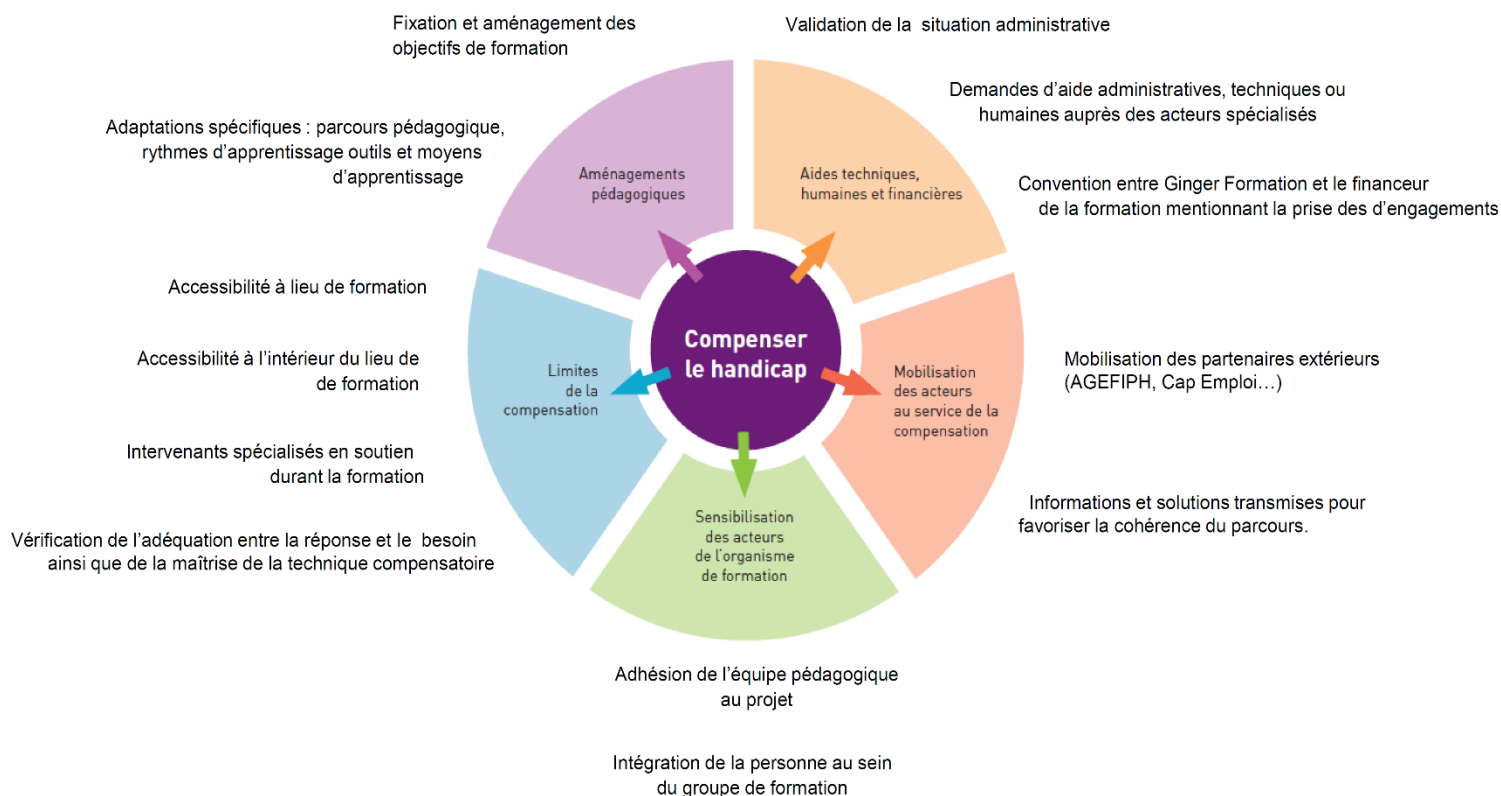 Fixation et aménagement des
objectifs de formation
Validation de la situation administrative
Demandes d'aide administratives, techniques ou
humaines auprès des acteurs spécialisés
Adaptations spécifiques : parcours pédagogique,
rythmes d'apprentissage outils et moyens
d'apprentissage
Aménagements
pédagogiques
Aides techniques,
humaines et financières
Convention entre Ginger Formation et le financeur
de la formation mentionnant la prise des d'engagements
Accessibilité à lieu de formation
Accessibilité à l'intérieur du lieu de
de formation
Compenser
le handicap
Limites
de la
compensation
Mobilisation
des acteurs
au service de la
compensation
Mobilisation des partenaires extérieurs
(AGEFIPH, Cap Emploi…)
Intervenants spécialisés en soutien
durant la formation
Informations et solutions transmises pour
favoriser la cohérence du parcours.
Vérification de l'adéquation entre la réponse et le besoin
ainsi que de la maîtrise de la technique compensatoire
Sensibilisation
des acteurs
de l'organisme
de formation
Adhésion de l'équipe pédagogique
au projet
Intégration de la personne au sein
du groupe de formation